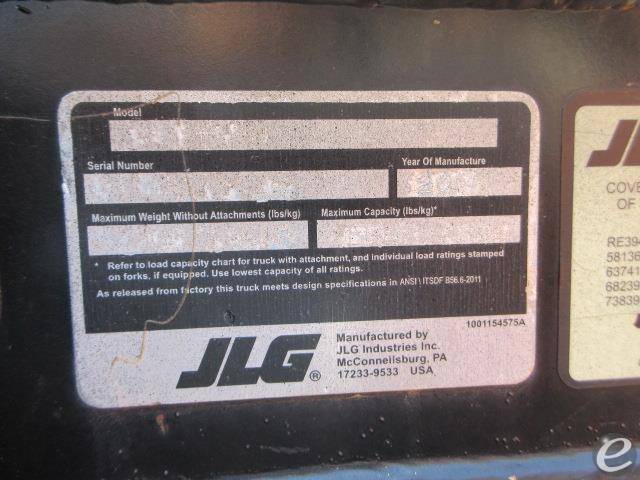 Model
Serial Number
Year Of Manufacture
Maximum Weight Without Attachments (lbs/kg)
Maximum Capacity (lbs/kg)*
* Refer to load capacity chart for truck with attachment, and individual load ratings stamped
on forks, if equipped. Use lowest capacity of all ratings.
As released from factory this truck meets design specifications in ANSI \ ITSDF B56.6-2011
JLG®
Manufactured by
JLG Industries Inc.
McConnellsburg, PA
17233-9533 USA
1001154575A
OF
58136
63741
68239
73839
e